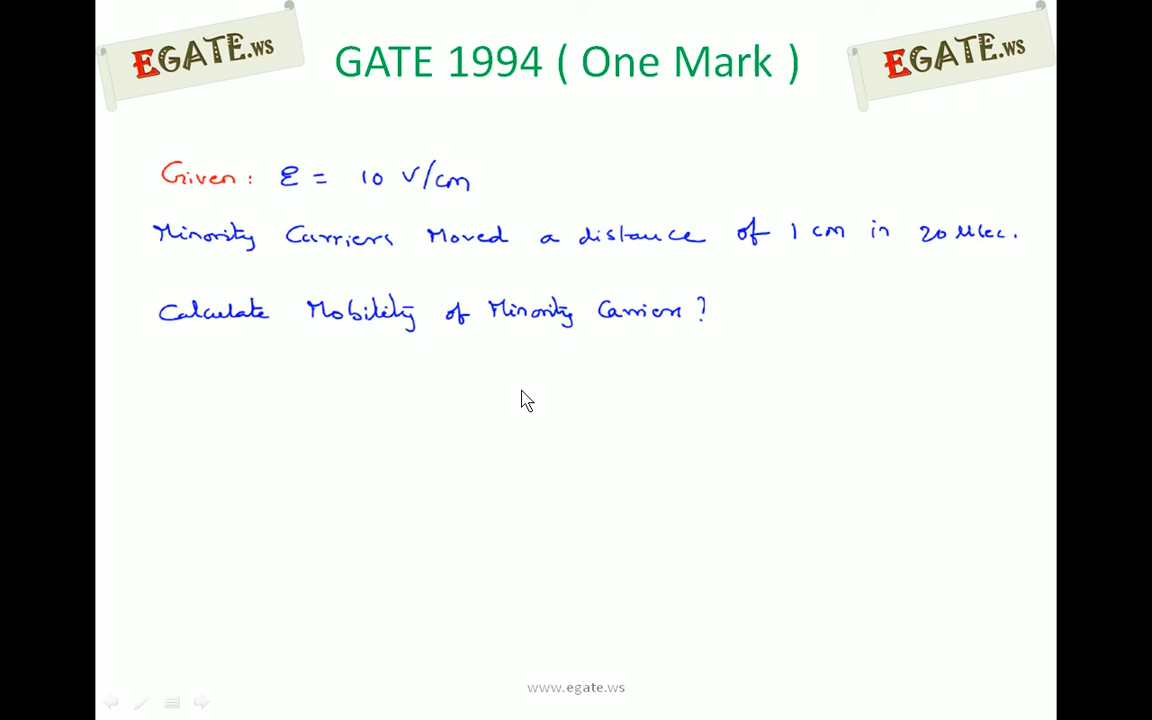 EGATE.ws
GATE 1994 ( One Mark )
EGATE.ws
Given: ε = 10 V/cm
Minority Carriers Moved a distance of 1 cm in 20 μsec.
Calculate Mobility of Minority Carriers ?
www.egate.ws